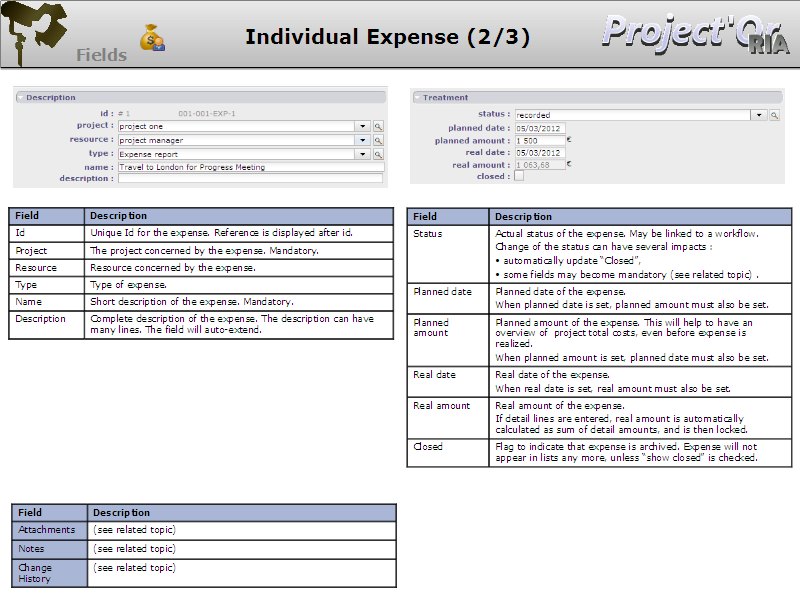 Individual Expense (2/3)
Project'Or
RIA
Fields
Description
id : # 1 001-001-EXP-1
project : project one
resource : project manager
type : Expense report
name : Travel to London for Progress Meeting
description :
Treatment
status : recorded
planned date : 05/03/2012
planned amount : 1 500 €
real date : 05/03/2012
real amount : 1 063,68 €
closed :
Field Description
Id Unique Id for the expense. Reference is displayed after id.
Project The project concerned by the expense. Mandatory.
Resource Resource concerned by the expense.
Type Type of expense.
Name Short description of the expense. Mandatory.
Description Complete description of the expense. The description can have
many lines. The field will auto-extend.
Field Description
Status Actual status of the expense. May be linked to a workflow.
Change of the status can have several impacts :
• automatically update “Closed”,
• some fields may become mandatory (see related topic) .
Planned date Planned date of the expense.
When planned date is set, planned amount must also be set.
Planned Planned amount of the expense. This will help to have an
amount overview of project total costs, even before expense is
realized.
When planned amount is set, planned date must also be set.
Real date Real date of the expense.
When real date is set, real amount must also be set.
Real amount Real amount of the expense.
If detail lines are entered, real amount is automatically
calculated as sum of detail amounts, and is then locked.
Closed Flag to indicate that expense is archived. Expense will not
appear in lists any more, unless “show closed” is checked.
Field Description
Attachments (see related topic)
Notes (see related topic)
Change (see related topic)
History